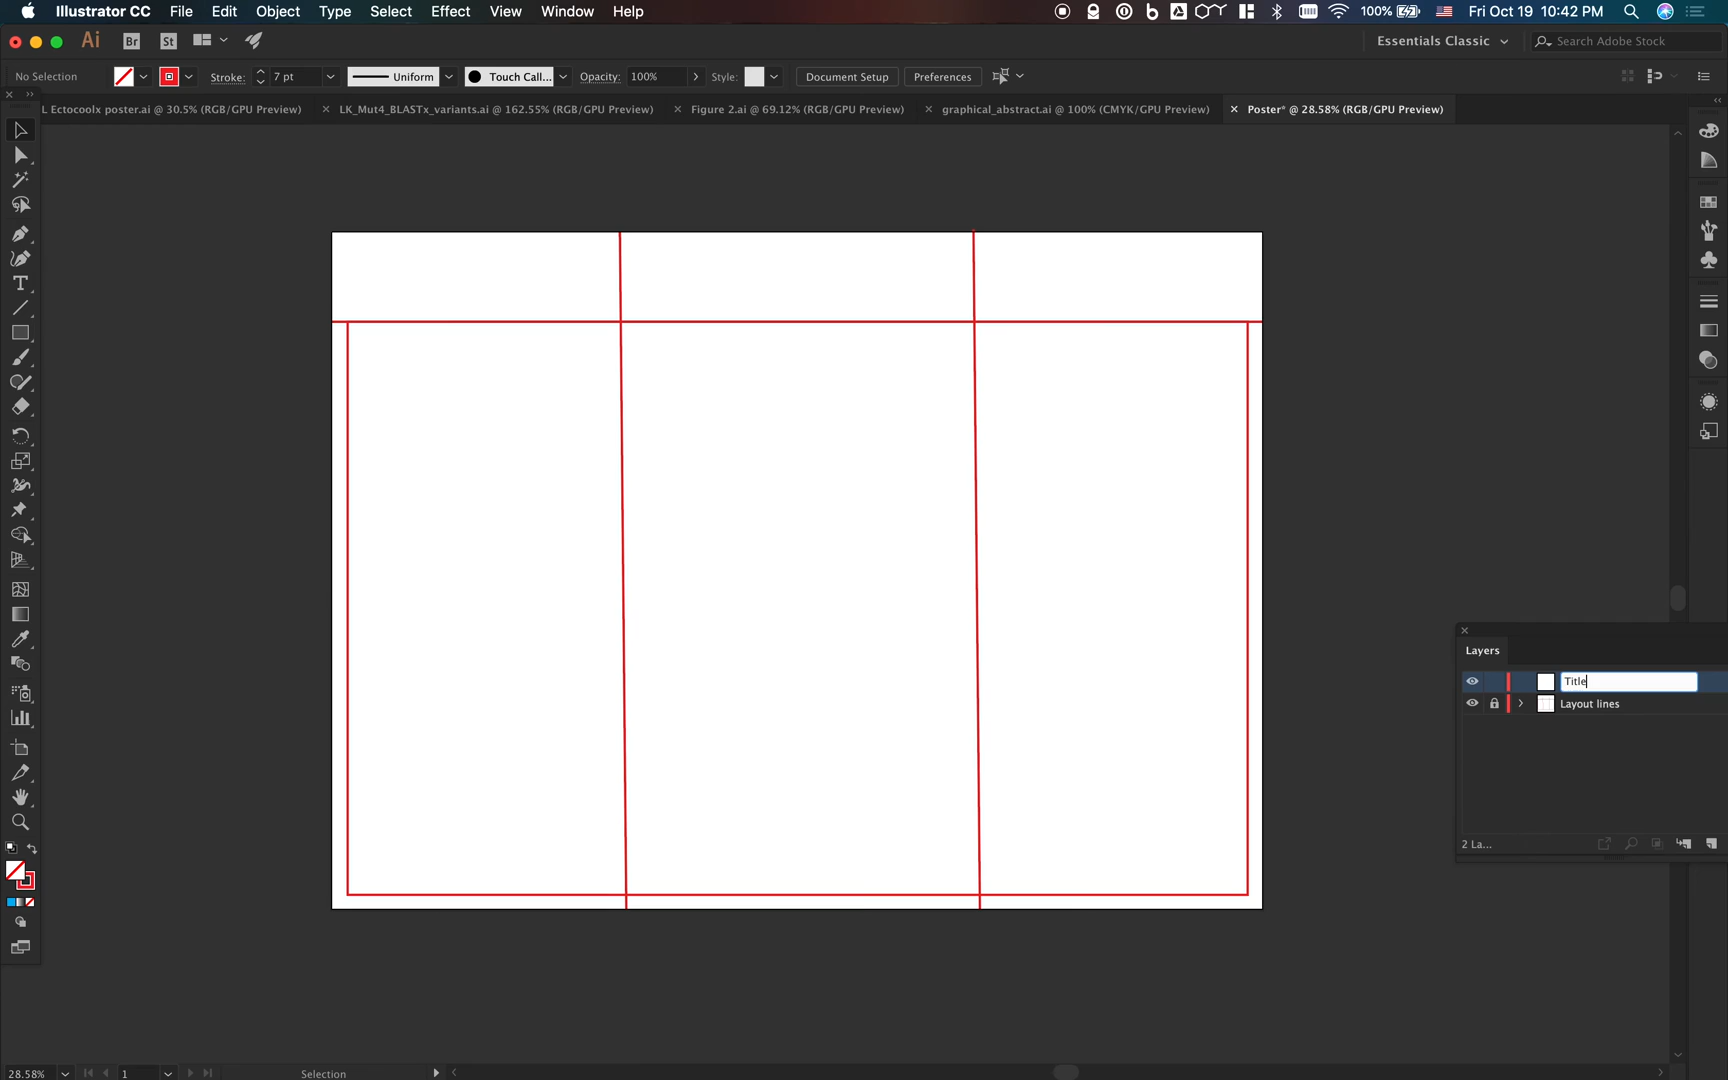 Illustrator CC File Edit Object Type Select Effect View Window Help 100% Fri Oct 19 10:42 PM
Ai Br St Essentials Classic Search Adobe Stock
No Selection Stroke: 7 pt Uniform Touch Call... Opacity: 100% Style: Document Setup Preferences
L Ectocoolx poster.ai @ 30.5% (RGB/GPU Preview) LK_Mut4_BLASTx_variants.ai @ 162.55% (RGB/GPU Preview) Figure 2.ai @ 69.12% (RGB/GPU Preview) graphical_abstract.ai @ 100% (CMYK/GPU Preview) Poster* @ 28.58% (RGB/GPU Preview)
Layers
Title
Layout lines
2 La...
28.58% 1 Selection